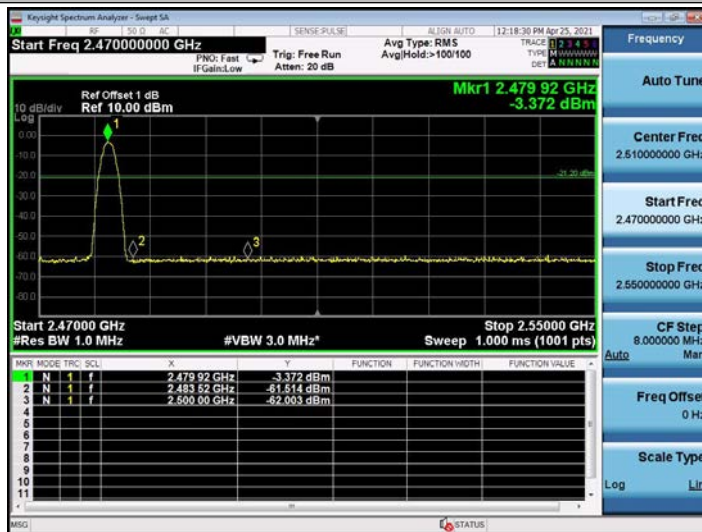 Keysight Spectrum Analyzer - Swept SA
RF 50 Ω AC SENSE:PULSE ALIGN AUTO 12:18:30 PM Apr 25, 2021
Start Freq 2.470000000 GHz
PNO: Fast
IFGain:Low
Trig: Free Run
Atten: 20 dB
Avg Type: RMS
Avg|Hold:>100/100
TRACE 1 2 3 4 5 6
TYPE M
DET A N N N N N
Frequency
Auto Tune
Center Freq
2.510000000 GHz
Start Freq
2.470000000 GHz
Stop Freq
2.550000000 GHz
CF Step
8.000000 MHz
Auto Man
Freq Offset
0 Hz
Scale Type
Log Lin
Ref Offset 1 dB
10 dB/div Ref 10.00 dBm
Log
Mkr1 2.479 92 GHz
-3.372 dBm
1
0.00
-10.0
-20.0
-21.20 dBm
-30.0
-40.0
-50.0
2
3
-60.0
-70.0
-80.0
Start 2.47000 GHz Stop 2.55000 GHz
#Res BW 1.0 MHz #VBW 3.0 MHz* Sweep 1.000 ms (1001 pts)
MKR MODE TRC SCL X Y FUNCTION FUNCTION WIDTH FUNCTION VALUE
1 N 1 f 2.479 92 GHz -3.372 dBm
2 N 1 f 2.483 52 GHz -61.514 dBm
3 N 1 f 2.500 00 GHz -62.003 dBm
4
5
6
7
8
9
10
11
MSG STATUS